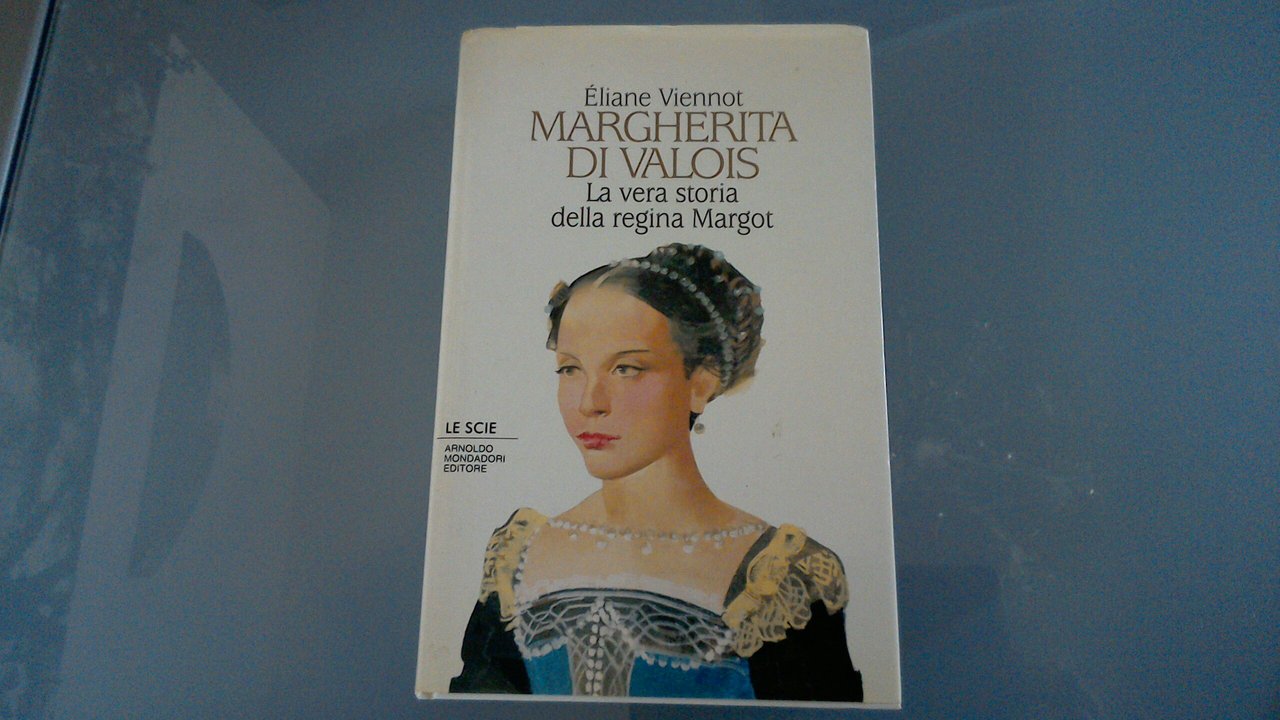 Éliane Viennot
MARGHERITA
DI VALOIS
La vera storia
della regina Margot
LE SCIE
ARNOLDO
MONDADORI
EDITORE